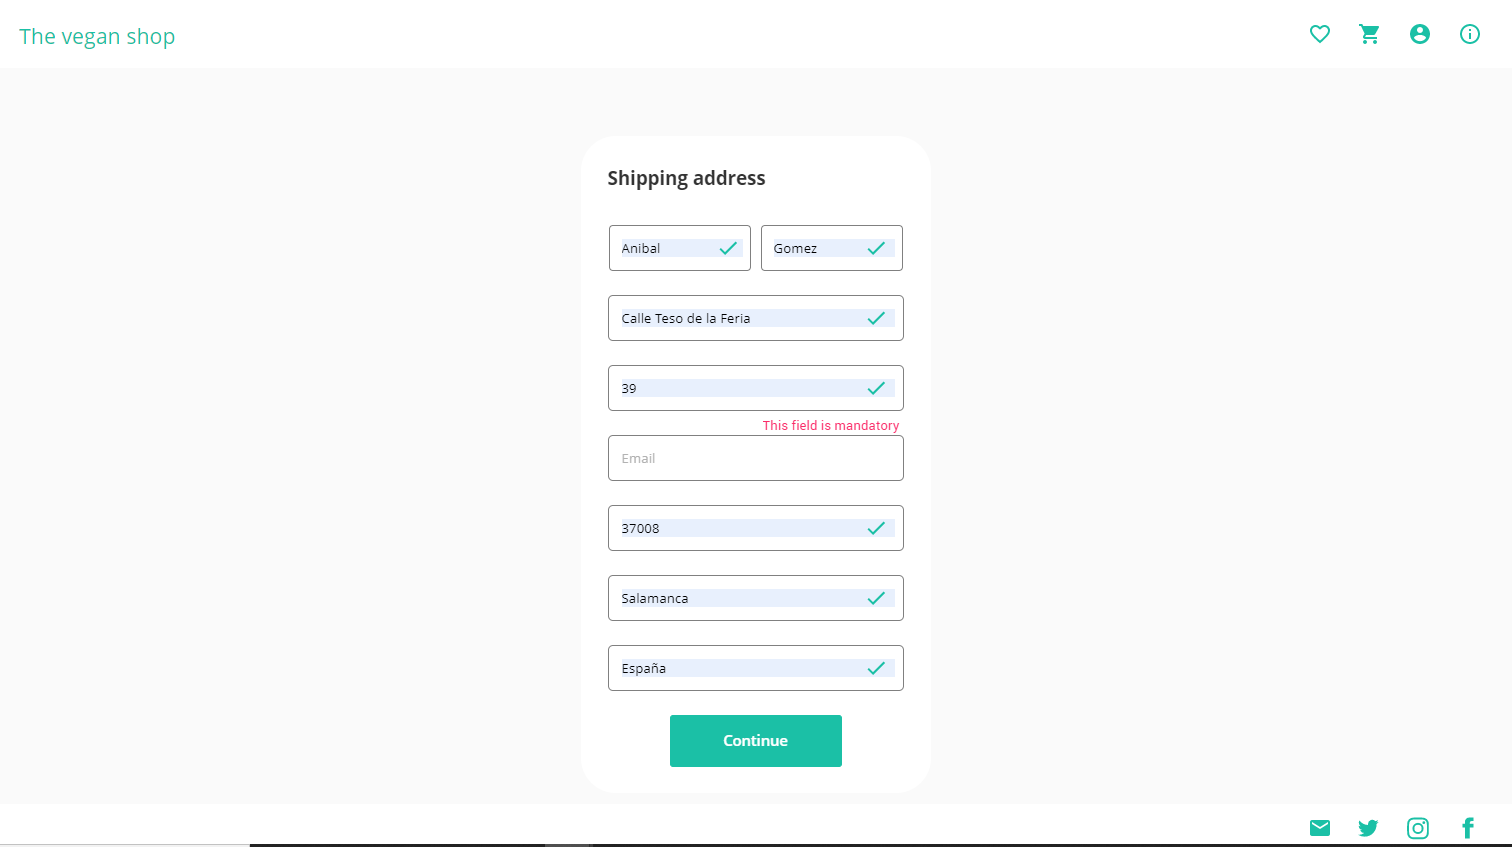 The vegan shop
Shipping address
Anibal Gomez
Calle Teso de la Feria
39
This field is mandatory
Email
37008
Salamanca
España
Continue